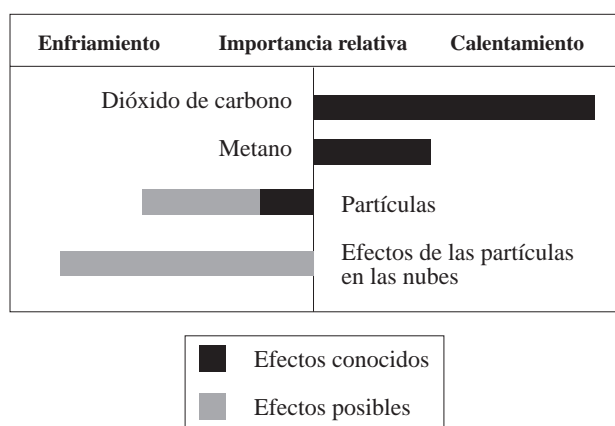 Enfriamiento Importancia relativa Calentamiento
Dióxido de carbono
Metano
Partículas
Efectos de las partículas
en las nubes
Efectos conocidos
Efectos posibles